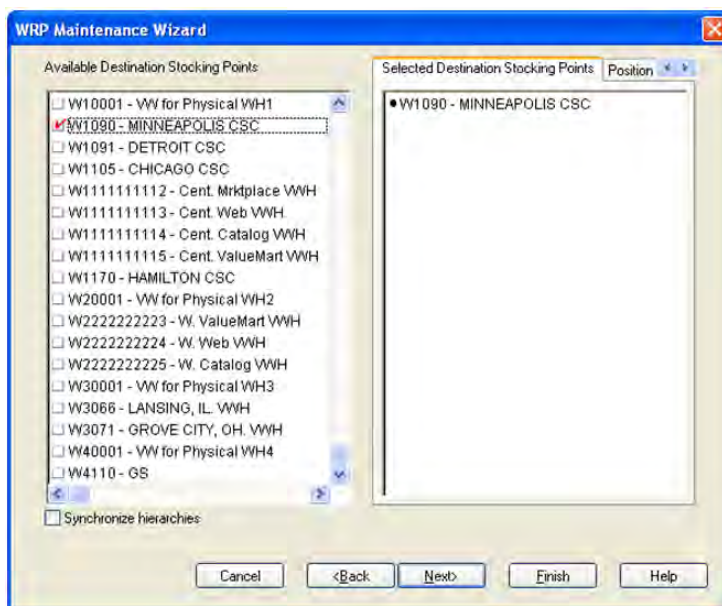 WRP Maintenance Wizard
Available Destination Stocking Points
W10001 - VW for Physical WH1
W1090 - MINNEAPOLIS CSC
W1091 - DETROIT CSC
W1105 - CHICAGO CSC
W1111111112 - Cent. Mrktplace VWH
W1111111113 - Cent. Web VWH
W1111111114 - Cent. Catalog VWH
W1111111115 - Cent. ValueMart VWH
W1170 - HAMILTON CSC
W20001 - VW for Physical WH2
W2222222223 - W. ValueMart VWH
W2222222224 - W. Web VWH
W2222222225 - W. Catalog VWH
W30001 - VW for Physical WH3
W3066 - LANSING, IL. VWH
W3071 - GROVE CITY, OH. VWH
W40001 - VW for Physical WH4
W4110 - GS
Synchronize hierarchies
Selected Destination Stocking Points
Position
W1090 - MINNEAPOLIS CSC
Cancel
<Back
Next>
Finish
Help